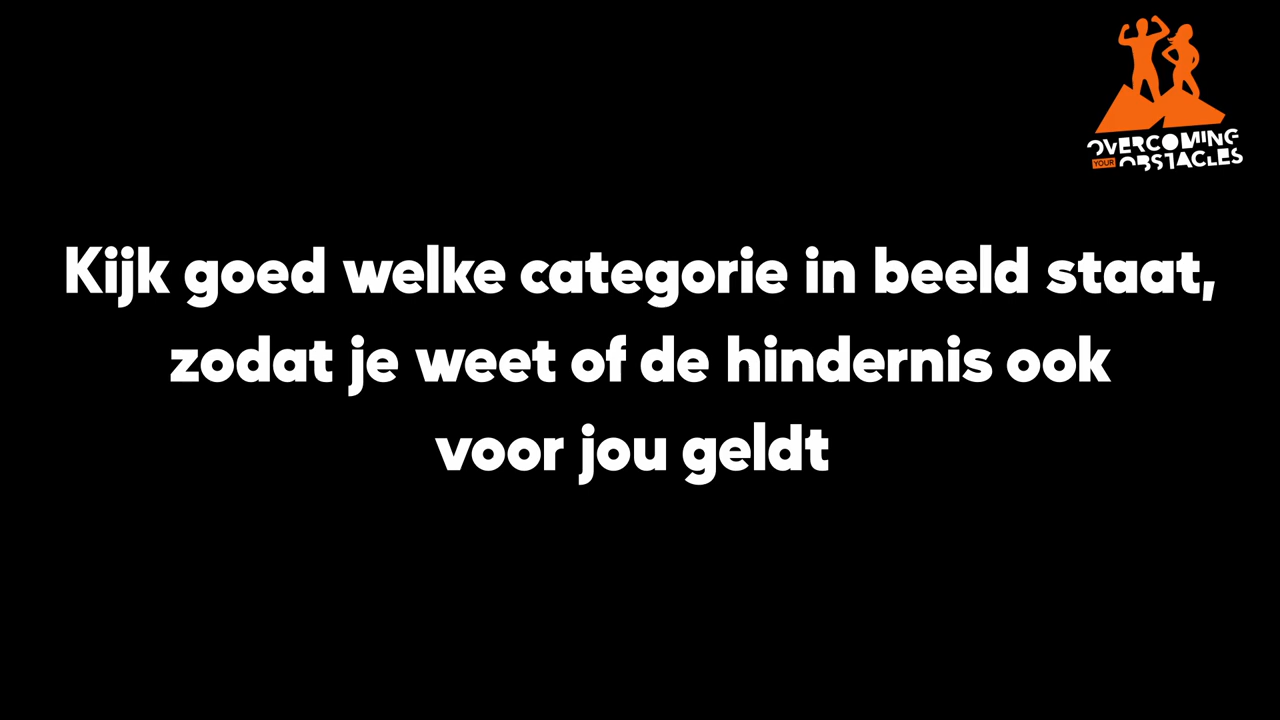 OVERCOMING
YOUR OBSTACLES
Kijk goed welke categorie in beeld staat,
zodat je weet of de hindernis ook
voor jou geldt